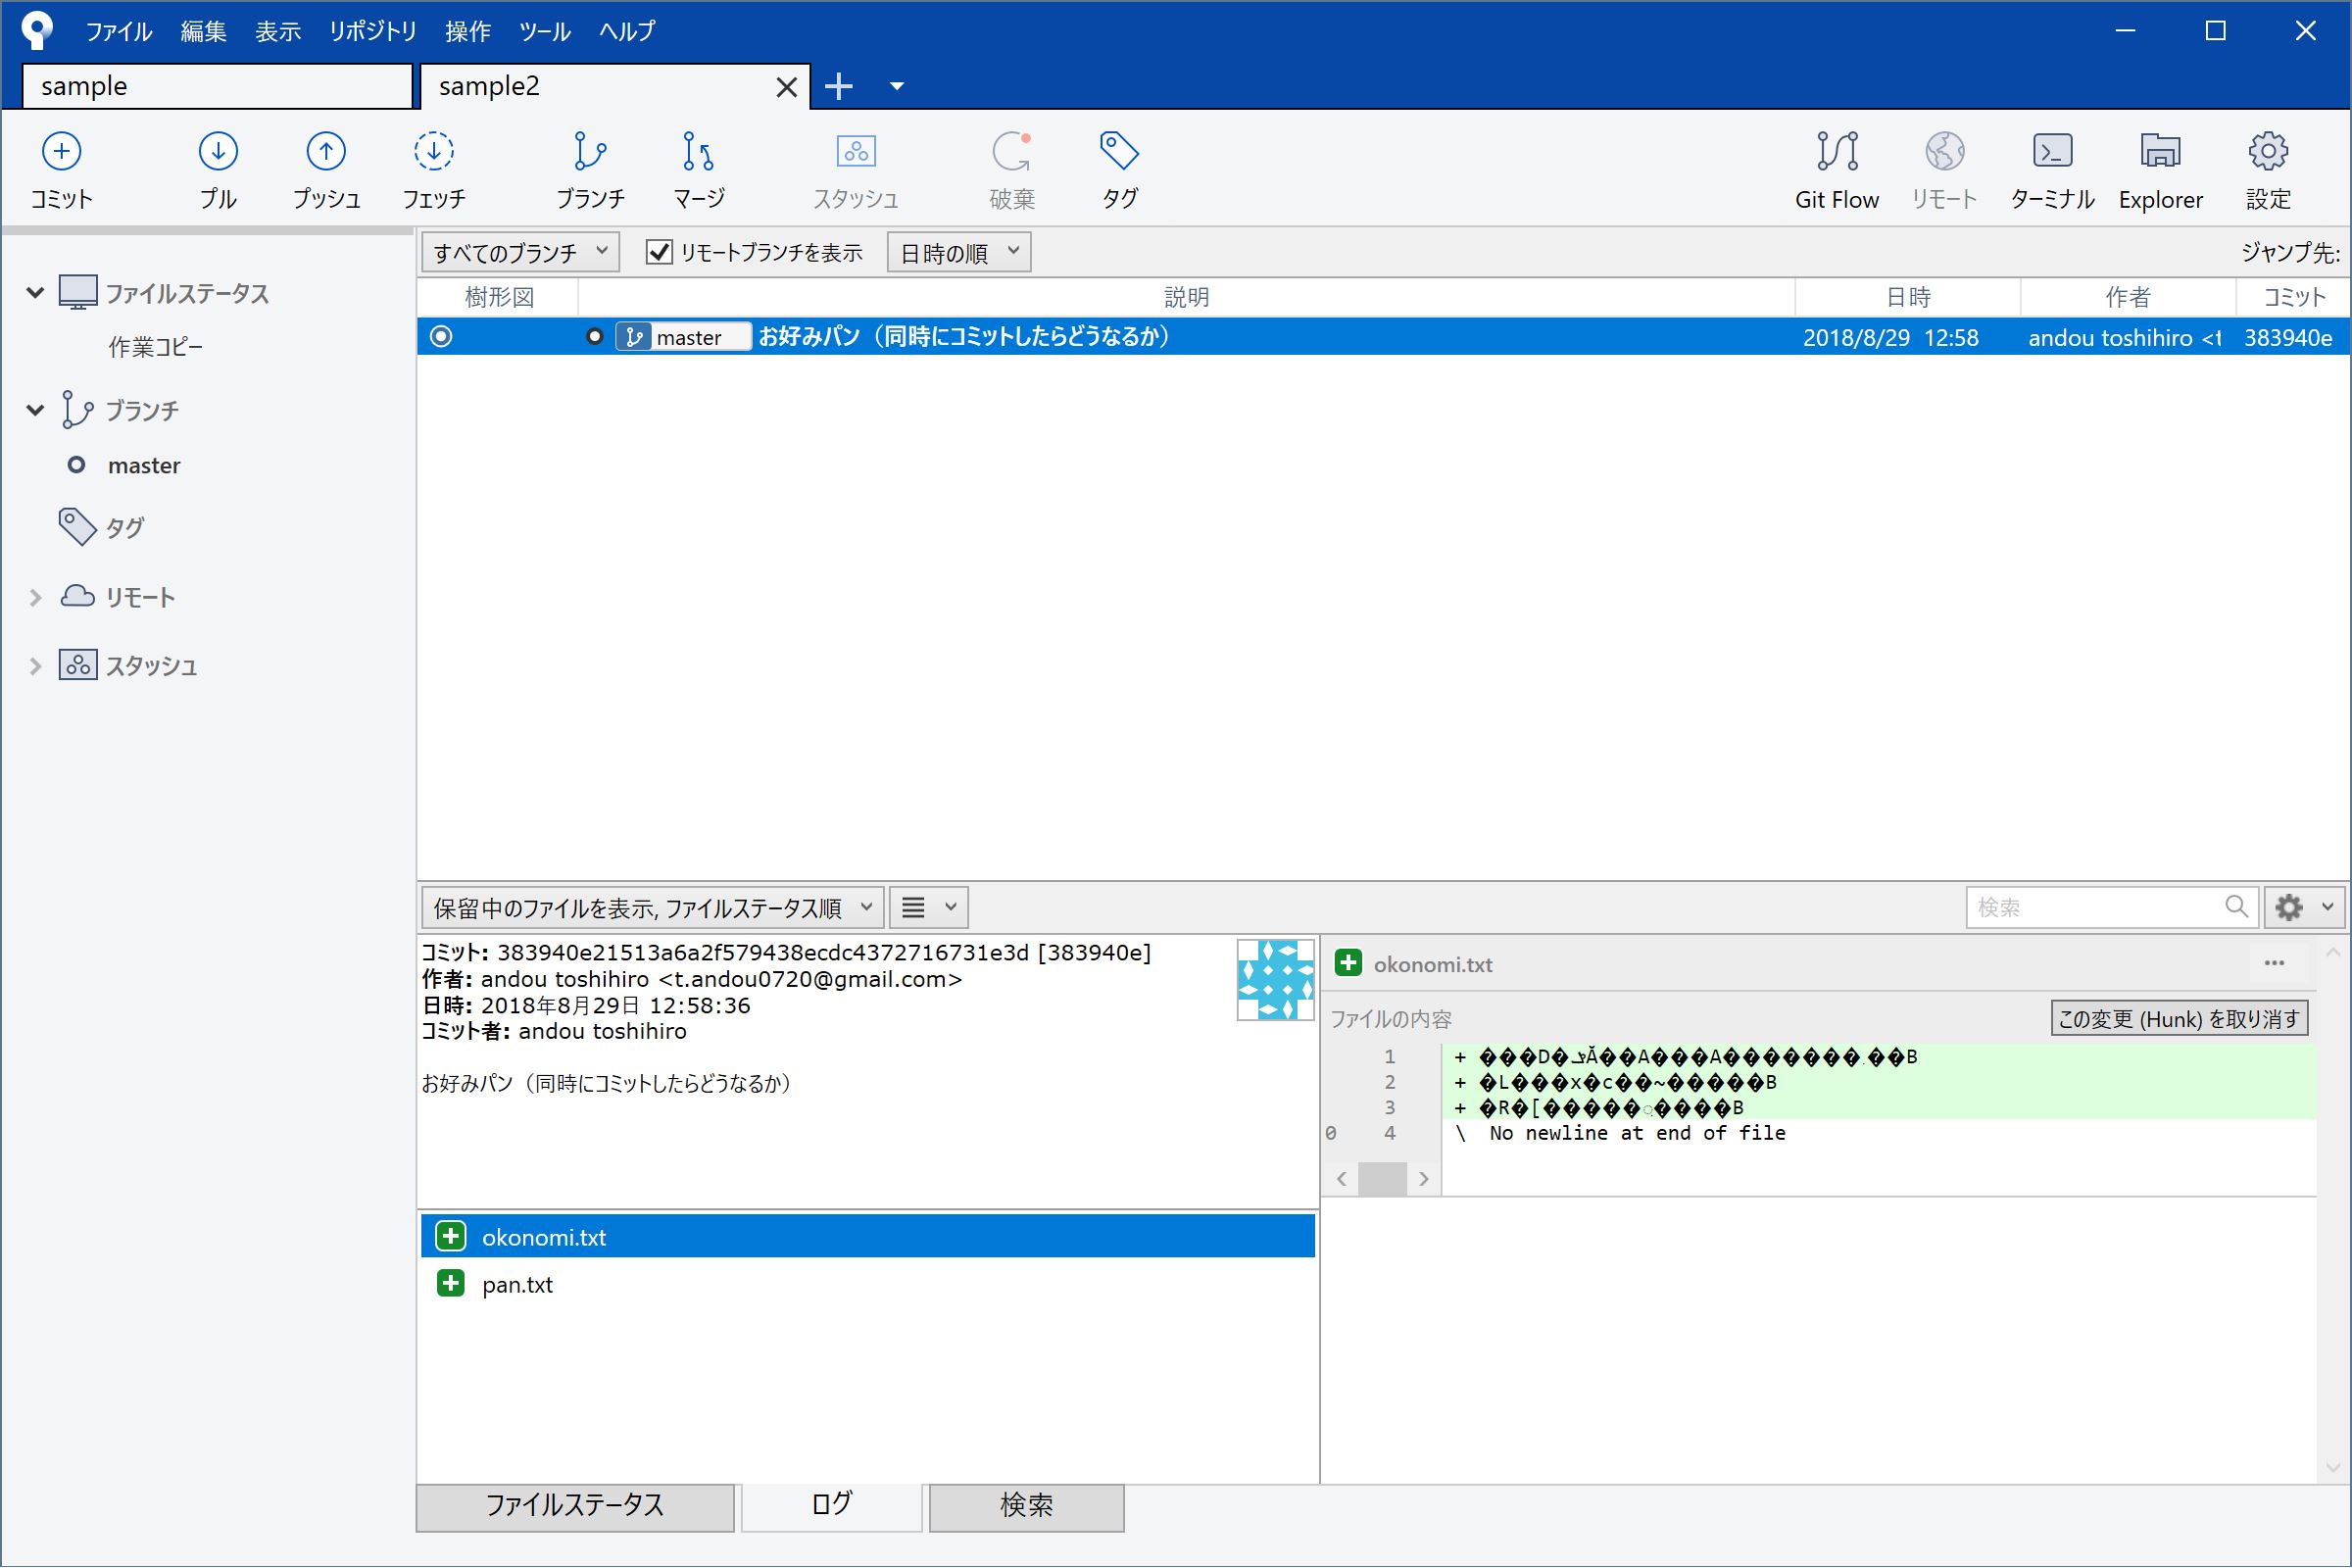 ファイル 編集 表示 リポジトリ 操作 ツール ヘルプ
sample
sample2
コミット プル プッシュ フェッチ ブランチ マージ スタッシュ 破棄 タグ Git Flow リモート ターミナル Explorer 設定
すべてのブランチ リモートブランチを表示 日時の順 ジャンプ先:
ファイルステータス
作業コピー
ブランチ
master
タグ
リモート
スタッシュ
樹形図 説明 日時 作者 コミット
master お好みパン（同時にコミットしたらどうなるか） 2018/8/29 12:58 andou toshihiro <t 383940e
保留中のファイルを表示, ファイルステータス順
検索
コミット: 383940e21513a6a2f579438ecdc4372716731e3d [383940e]
作者: andou toshihiro <t.andou0720@gmail.com>
日時: 2018年8月29日 12:58:36
コミット者: andou toshihiro
お好みパン（同時にコミットしたらどうなるか）
okonomi.txt
pan.txt
okonomi.txt
ファイルの内容 この変更 (Hunk) を取り消す
1
2 + �L���x�c��~�����B
3
0 4 \ No newline at end of file
ファイルステータス ログ 検索